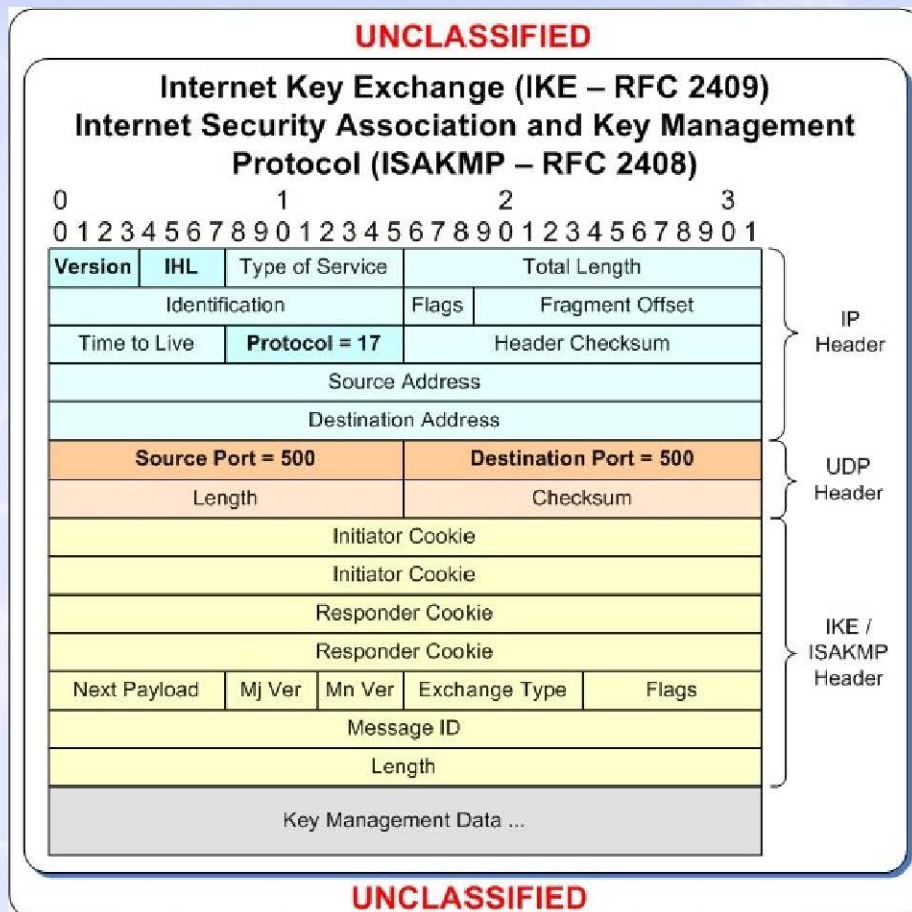 UNCLASSIFIED
Internet Key Exchange (IKE – RFC 2409)
Internet Security Association and Key Management
Protocol (ISAKMP – RFC 2408)
0 1 2 3
0 1 2 3 4 5 6 7 8 9 0 1 2 3 4 5 6 7 8 9 0 1 2 3 4 5 6 7 8 9 0 1
Version IHL Type of Service Total Length
Identification Flags Fragment Offset
IP
Header
Time to Live Protocol = 17 Header Checksum
Source Address
Destination Address
Source Port = 500 Destination Port = 500
UDP
Header
Length Checksum
Initiator Cookie
Initiator Cookie
Responder Cookie
Responder Cookie
IKE /
ISAKMP
Header
Next Payload Mj Ver Mn Ver Exchange Type Flags
Message ID
Length
Key Management Data ...
UNCLASSIFIED